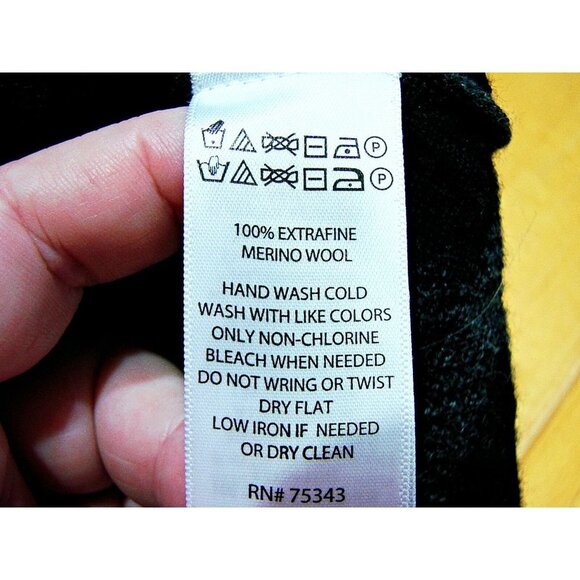 P
P
100% EXTRAFINE
MERINO WOOL
HAND WASH COLD
WASH WITH LIKE COLORS
ONLY NON-CHLORINE
BLEACH WHEN NEEDED
DO NOT WRING OR TWIST
DRY FLAT
LOW IRON IF NEEDED
OR DRY CLEAN
RN# 75343